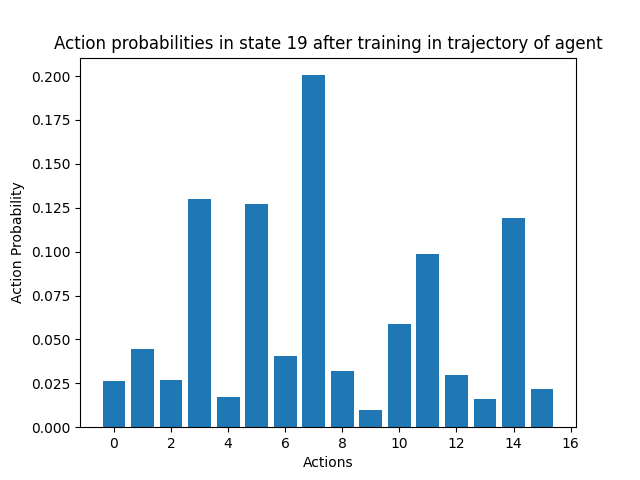 Action probabilities in state 19 after training in trajectory of agent
0.200
0.175
0.150
0.125
0.100
0.075
0.050
0.025
0.000
Action Probability
0 2 4 6 8 10 12 14 16
Actions